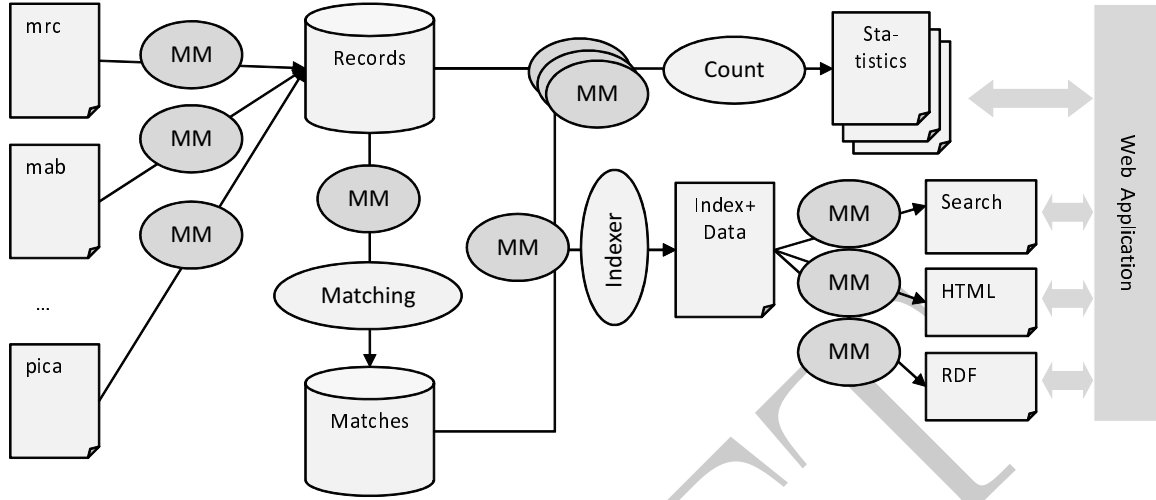 mrc
MM
Records
MM
Count
Sta-
tistics
mab
MM
MM
MM
MM
Indexer
Index+
Data
MM
Search
MM
HTML
MM
RDF
Web Application
...
Matching
pica
Matches
T